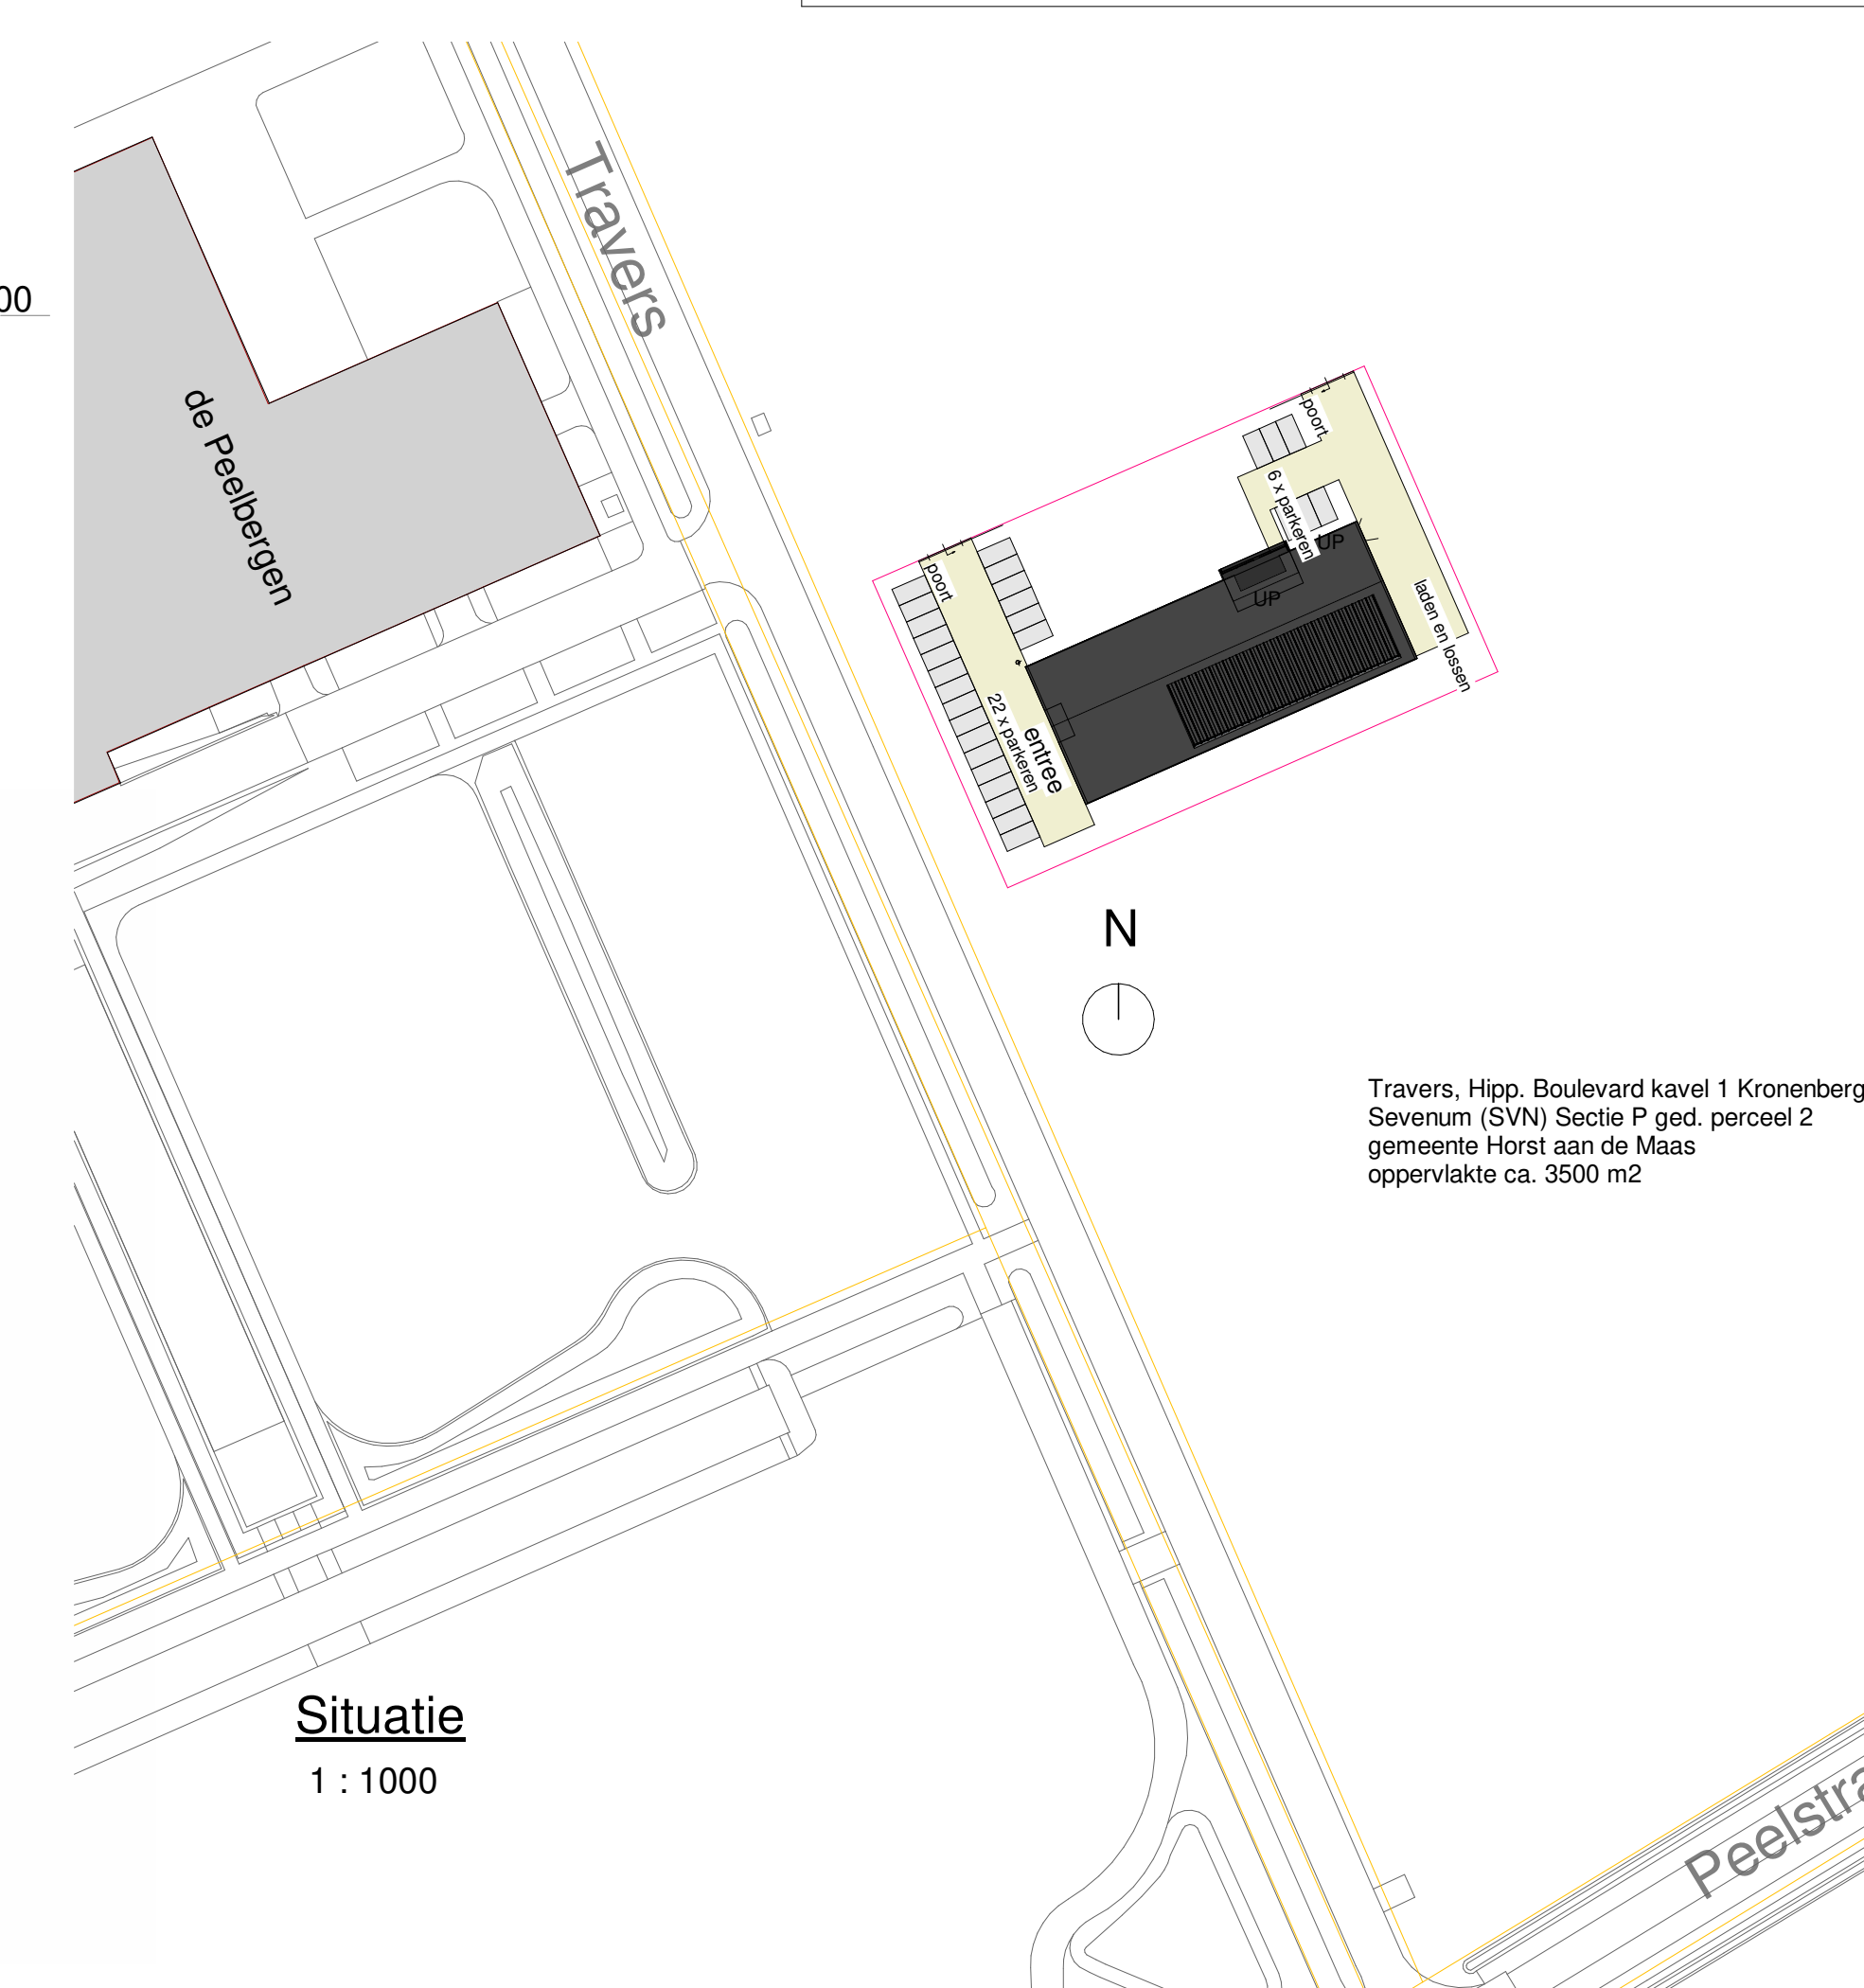 00
Travers
de Peelbergen
poort
6 x parkeren
UP
UP
laden en lossen
poort
22 x parkeren
entree
N
Travers, Hipp. Boulevard kavel 1 Kronenberg
Sevenum (SVN) Sectie P ged. perceel 2
gemeente Horst aan de Maas
oppervlakte ca. 3500 m2
Situatie
1 : 1000
Peelstra